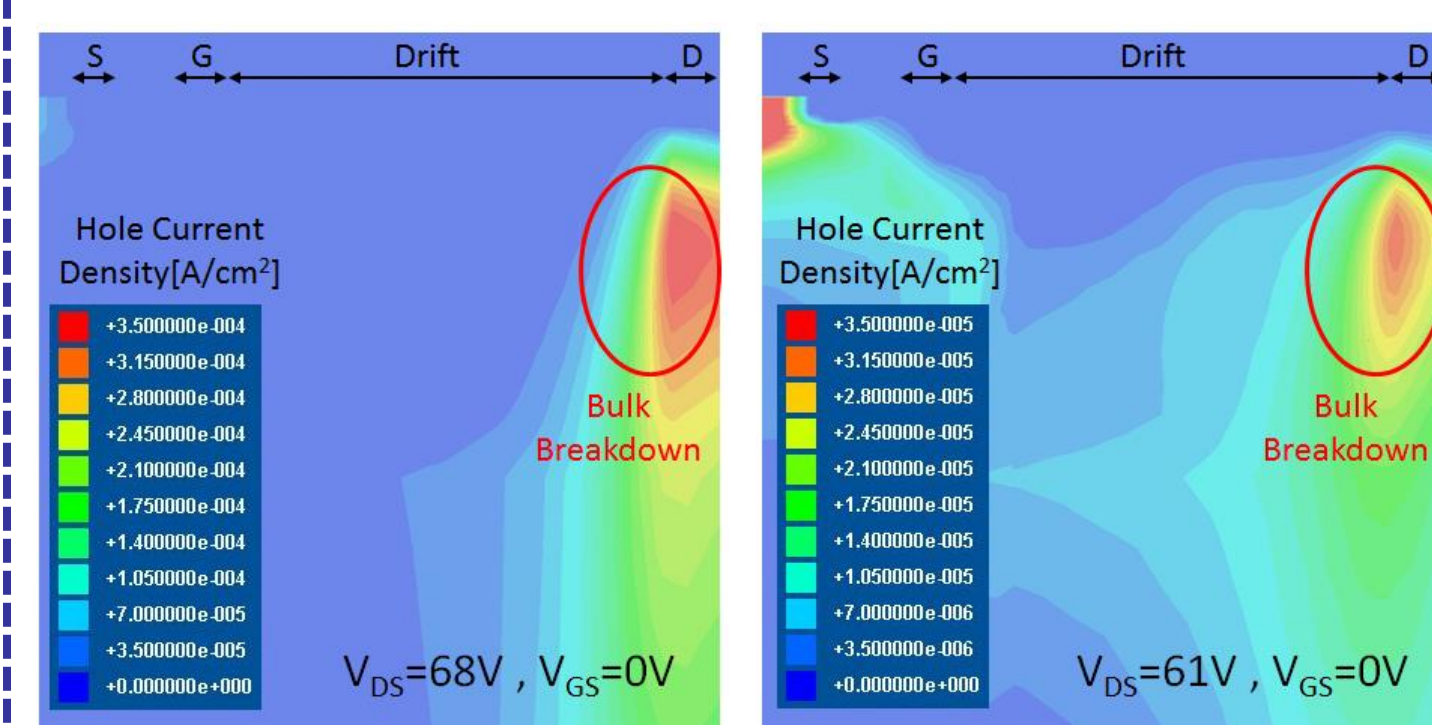 S G Drift D
Hole Current
Density[A/cm²]
+3.500000e-004
+3.150000e-004
+2.800000e-004
+2.450000e-004
+2.100000e-004
+1.750000e-004
+1.400000e-004
+1.050000e-004
+7.000000e-005
+3.500000e-005
+0.000000e+000
Bulk
Breakdown
V_DS=68V , V_GS=0V
S G Drift D
Hole Current
Density[A/cm²]
+3.500000e-005
+3.150000e-005
+2.800000e-005
+2.450000e-005
+2.100000e-005
+1.750000e-005
+1.400000e-005
+1.050000e-005
+7.000000e-006
+3.500000e-006
+0.000000e+000
Bulk
Breakdown
V_DS=61V , V_GS=0V